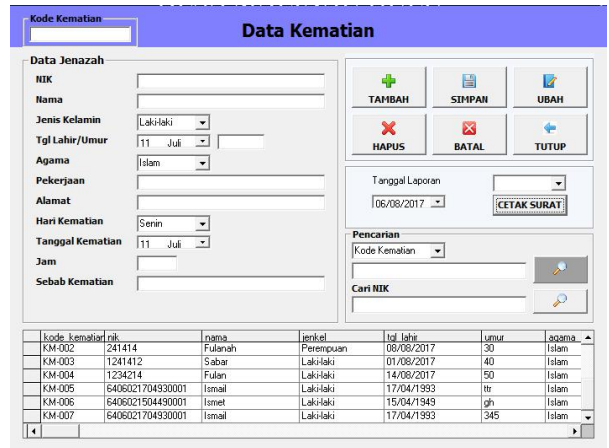 Kode Kematian
Data Kematian
Data Jenazah
NIK
Nama
Jenis Kelamin Laki-laki
Tgl Lahir/Umur 11 Juli
Agama Islam
Pekerjaan
Alamat
Hari Kematian Senin
Tanggal Kematian 11 Juli
Jam
Sebab Kematian
TAMBAH SIMPAN UBAH
HAPUS BATAL TUTUP
Tanggal Laporan
06/08/2017 CETAK SURAT
Pencarian
Kode Kematian
Cari NIK
kode_kematian nik nama jenkel tgl_lahir umur agama
KM-002 241414 Fulanah Perempuan 08/08/2017 30 Islam
KM-003 1241412 Sabar Laki-laki 01/08/2017 40 Islam
KM-004 1234214 Fulan Laki-laki 14/08/2017 50 Islam
KM-005 6406021704930001 Ismail Laki-laki 17/04/1993 ttr Islam
KM-006 6406021504490001 Ismet Laki-laki 15/04/1949 gh Islam
KM-007 6406021704930001 Ismail Laki-laki 17/04/1993 345 Islam